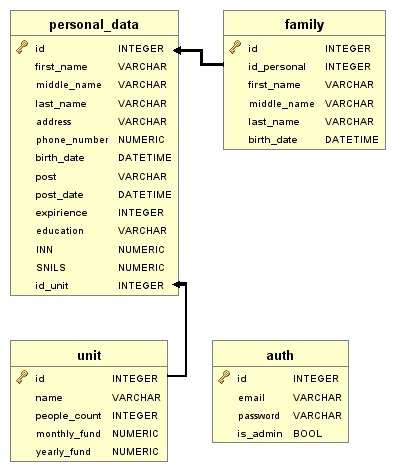 personal_data
id INTEGER
first_name VARCHAR
middle_name VARCHAR
last_name VARCHAR
address VARCHAR
phone_number NUMERIC
birth_date DATETIME
post VARCHAR
post_date DATETIME
expirience INTEGER
education VARCHAR
INN NUMERIC
SNILS NUMERIC
id_unit INTEGER
family
id INTEGER
id_personal INTEGER
first_name VARCHAR
middle_name VARCHAR
last_name VARCHAR
birth_date DATETIME
unit
id INTEGER
name VARCHAR
people_count INTEGER
monthly_fund NUMERIC
yearly_fund NUMERIC
auth
id INTEGER
email VARCHAR
password VARCHAR
is_admin BOOL